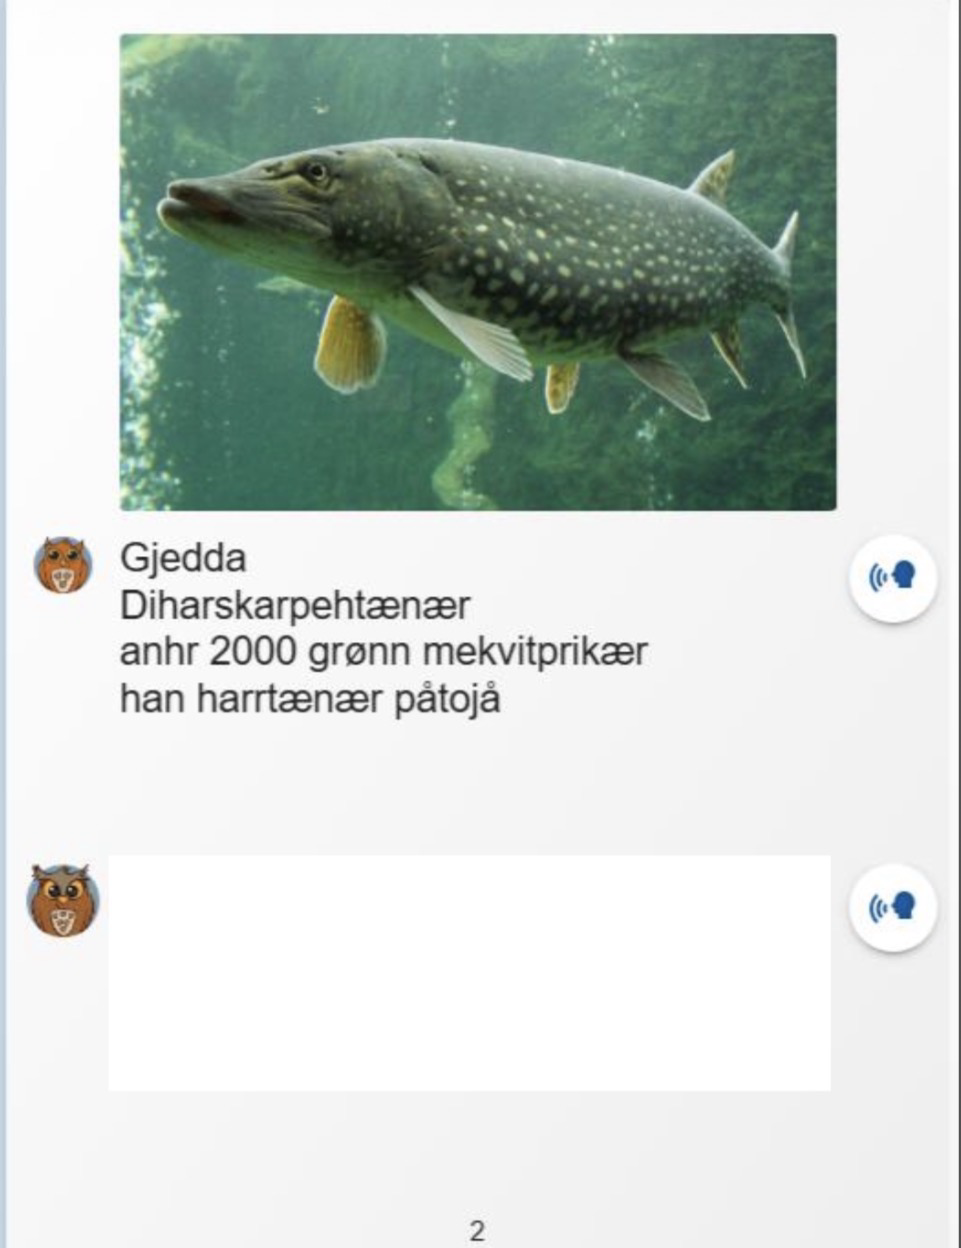 Gjedda
Diharskarpehtænær
anhr 2000 grønn mekvitprikær
han harrtænær påtojå
2